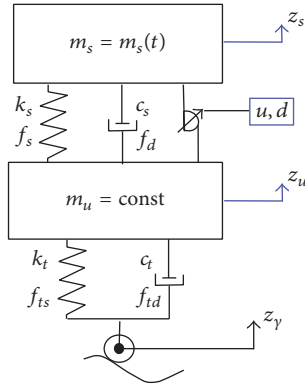 z_s
m_s = m_s(t)
k_s
c_s
f_s
f_d
u, d
z_u
m_u = const
k_t
c_t
f_ts
f_td
z_γ